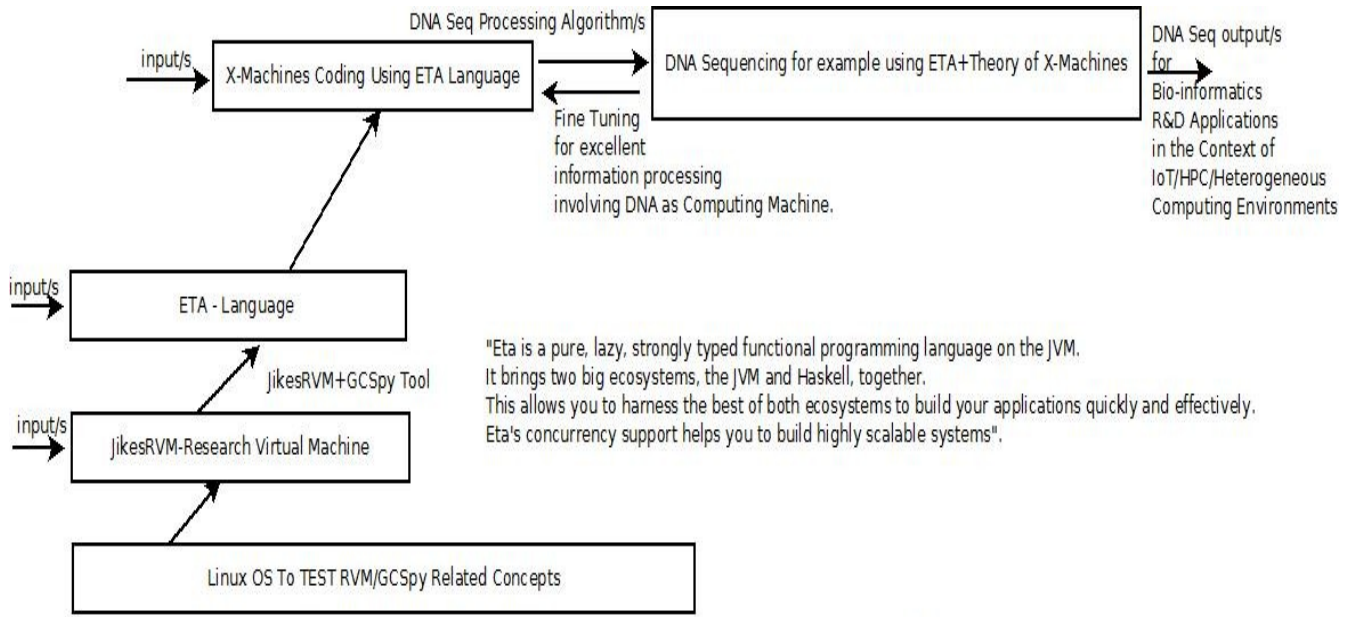 DNA Seq Processing Algorithm/s
input/s
X-Machines Coding Using ETA Language
DNA Sequencing for example using ETA+Theory of X-Machines
DNA Seq output/s
for
Bio-informatics
R&D Applications
in the Context of
IoT/HPC/Heterogeneous
Computing Environments
Fine Tuning
for excellent
information processing
involving DNA as Computing Machine.
input/s
ETA - Language
"Eta is a pure, lazy, strongly typed functional programming language on the JVM.
It brings two big ecosystems, the JVM and Haskell, together.
This allows you to harness the best of both ecosystems to build your applications quickly and effectively.
Eta's concurrency support helps you to build highly scalable systems".
JikesRVM+GCSpy Tool
input/s
JikesRVM-Research Virtual Machine
Linux OS To TEST RVM/GCSpy Related Concepts